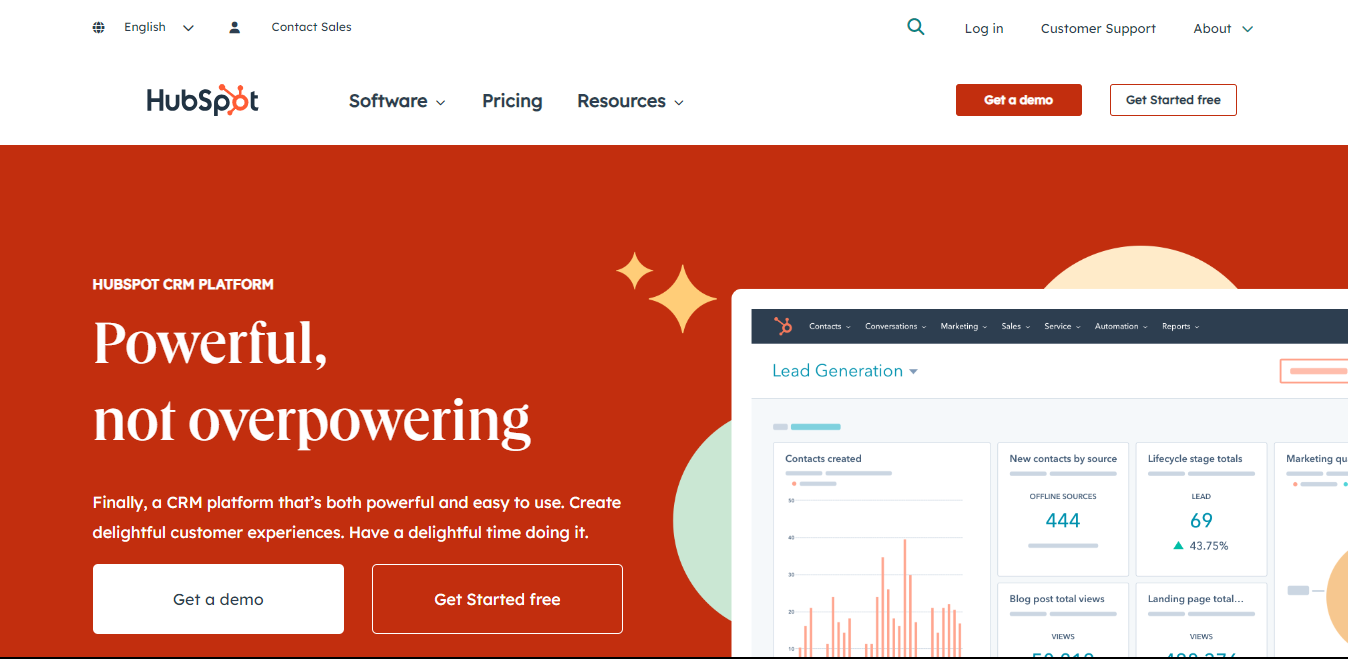 English
Contact Sales
Log in
Customer Support
About
HubSpot
Software
Pricing
Resources
Get a demo
Get Started free
HUBSPOT CRM PLATFORM
Powerful,
not overpowering
Finally, a CRM platform that’s both powerful and easy to use. Create
delightful customer experiences. Have a delightful time doing it.
Get a demo
Get Started free
Contacts
Conversations
Marketing
Sales
Service
Automation
Reports
Lead Generation
Contacts created
50
40
30
20
10
New contacts by source
OFFLINE SOURCES
444
Lifecycle stage totals
LEAD
69
43.75%
Marketing qu
Blog post total views
VIEWS
Landing page total...
VIEWS